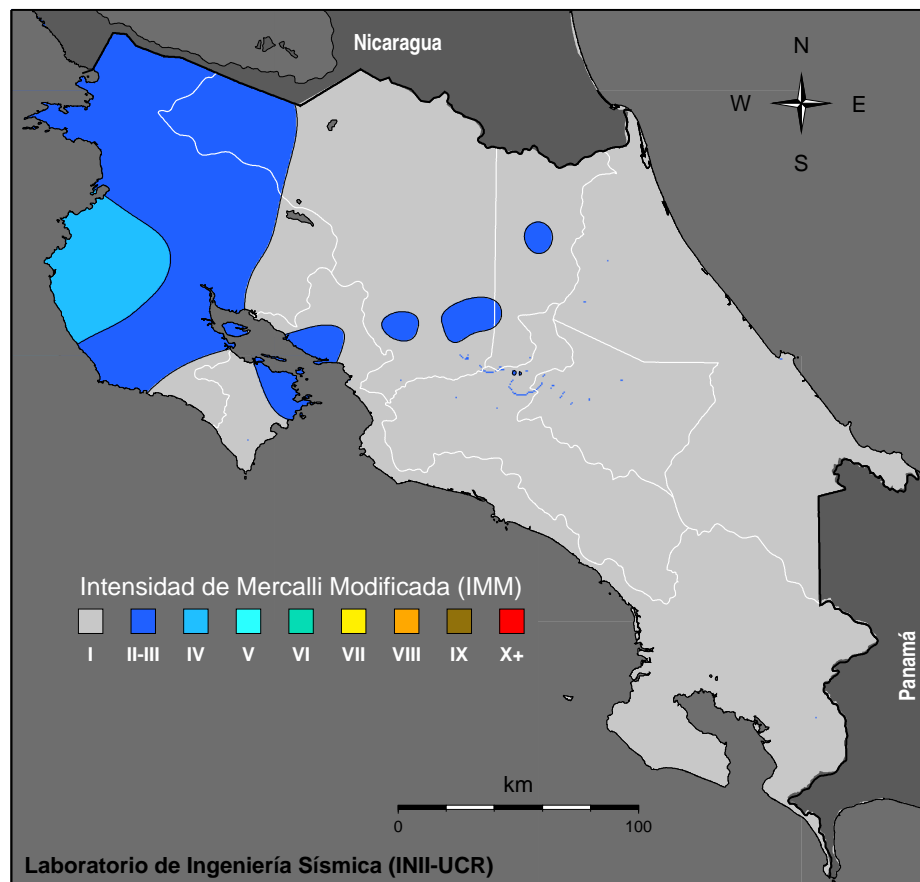 Nicaragua
N
W E
S
Intensidad de Mercalli Modificada (IMM)
I II-III IV V VI VII VIII IX X+
Panamá
km
0 100
Laboratorio de Ingeniería Sísmica (INII-UCR)